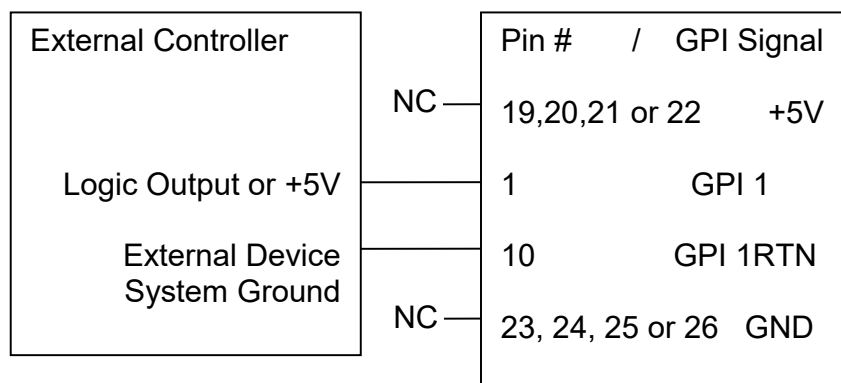 External Controller
Logic Output or +5V
External Device
System Ground
NC
NC
Pin # / GPI Signal
19,20,21 or 22 +5V
1 GPI 1
10 GPI 1RTN
23, 24, 25 or 26 GND